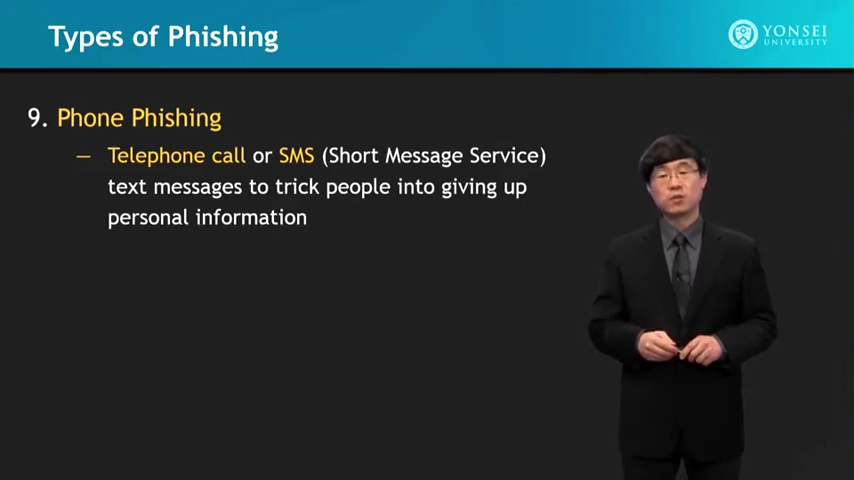 Types of Phishing
YONSEI
UNIVERSITY
9. Phone Phishing
– Telephone call or SMS (Short Message Service)
text messages to trick people into giving up
personal information